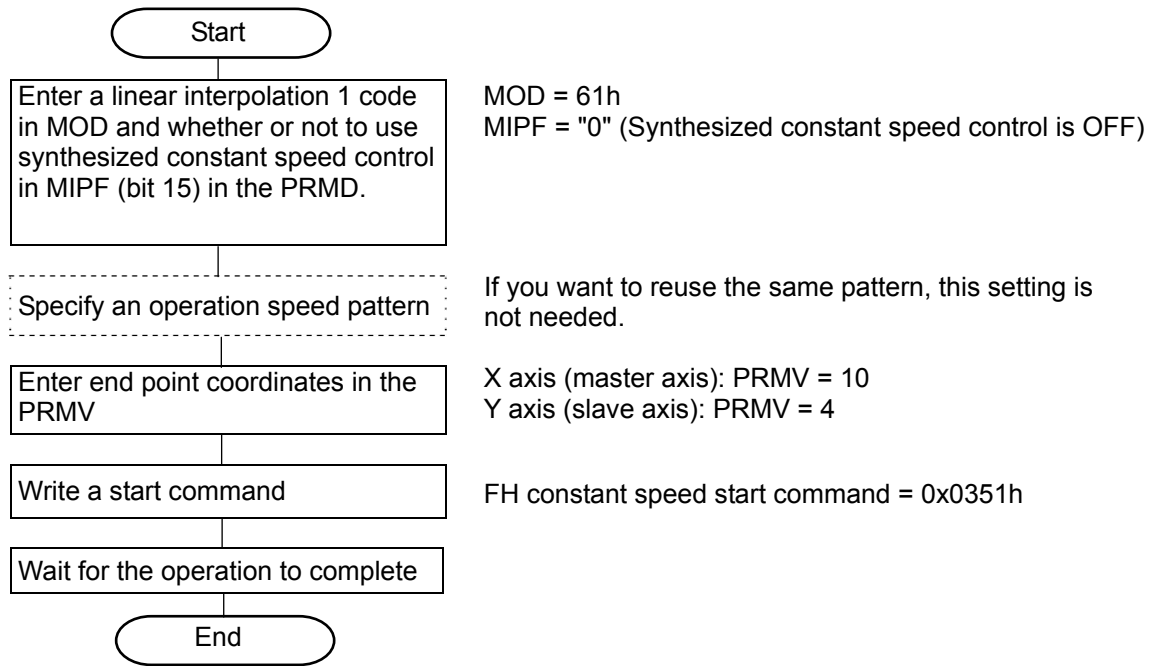 Start
Enter a linear interpolation 1 code
in MOD and whether or not to use
synthesized constant speed control
in MIPF (bit 15) in the PRMD.
MOD = 61h
MIPF = "0" (Synthesized constant speed control is OFF)
Specify an operation speed pattern
If you want to reuse the same pattern, this setting is
not needed.
Enter end point coordinates in the
PRMV
X axis (master axis): PRMV = 10
Y axis (slave axis): PRMV = 4
Write a start command
FH constant speed start command = 0x0351h
Wait for the operation to complete
End